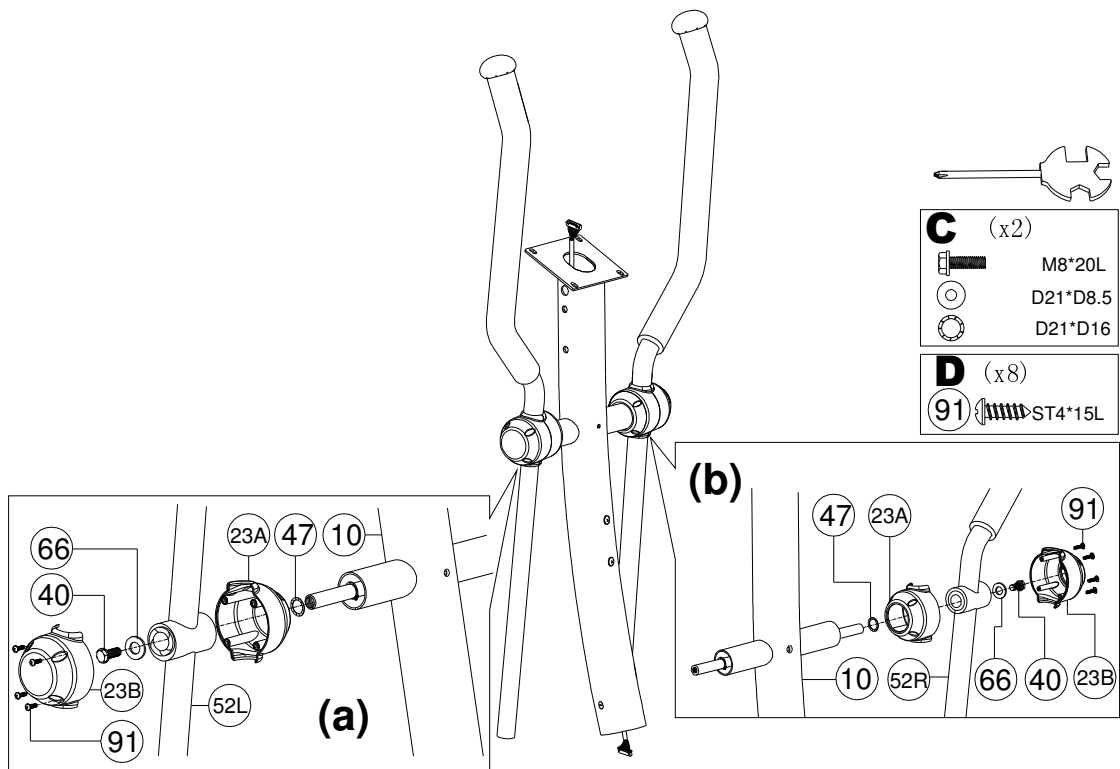 C (x2)
M8*20L
D21*D8.5
D21*D16
D (x8)
91 ST4*15L
(b)
47 23A 91
10 52R 66 40 23B
23A 47 10
66
40
23B 52L
91 (a)